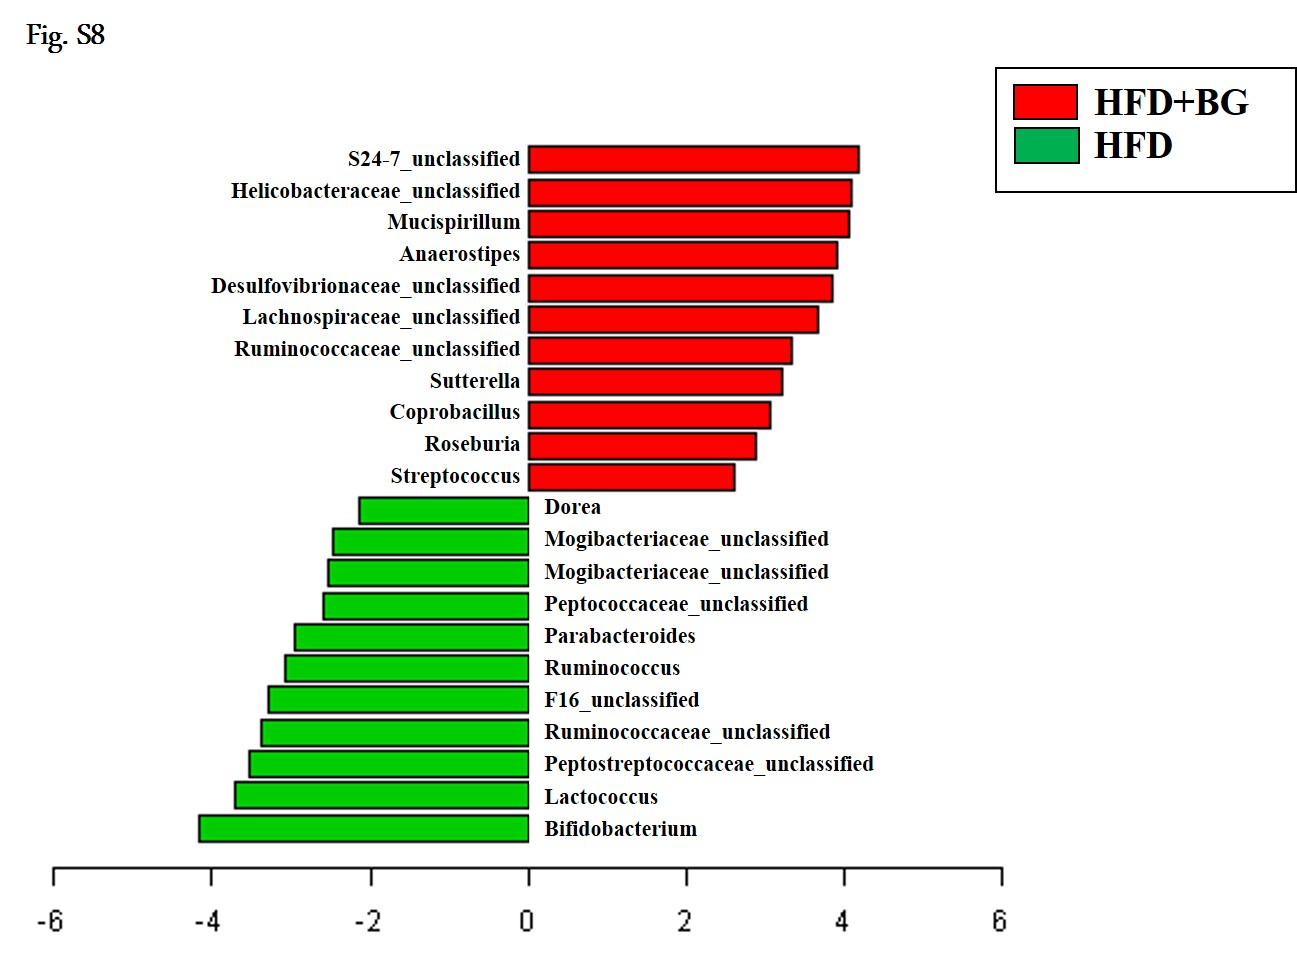 Fig. S8
HFD+BG
HFD
S24-7_unclassified
Helicobacteraceae_unclassified
Mucispirillum
Anaerostipes
Desulfovibrionaceae_unclassified
Lachnospiraceae_unclassified
Ruminococcaceae_unclassified
Sutterella
Coprobacillus
Roseburia
Streptococcus
Dorea
Mogibacteriaceae_unclassified
Mogibacteriaceae_unclassified
Peptococcaceae_unclassified
Parabacteroides
Ruminococcus
F16_unclassified
Ruminococcaceae_unclassified
Peptostreptococcaceae_unclassified
Lactococcus
Bifidobacterium
-6 -4 -2 0 2 4 6